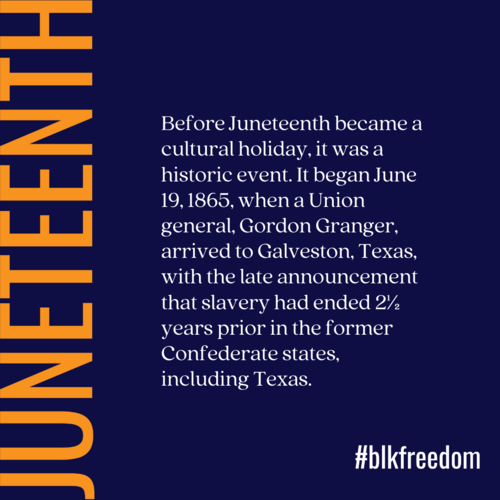 JUNETEENTH
Before Juneteenth became a
cultural holiday, it was a
historic event. It began June
19, 1865, when a Union
general, Gordon Granger,
arrived to Galveston, Texas,
with the late announcement
that slavery had ended 2½
years prior in the former
Confederate states,
including Texas.
#blkfreedom